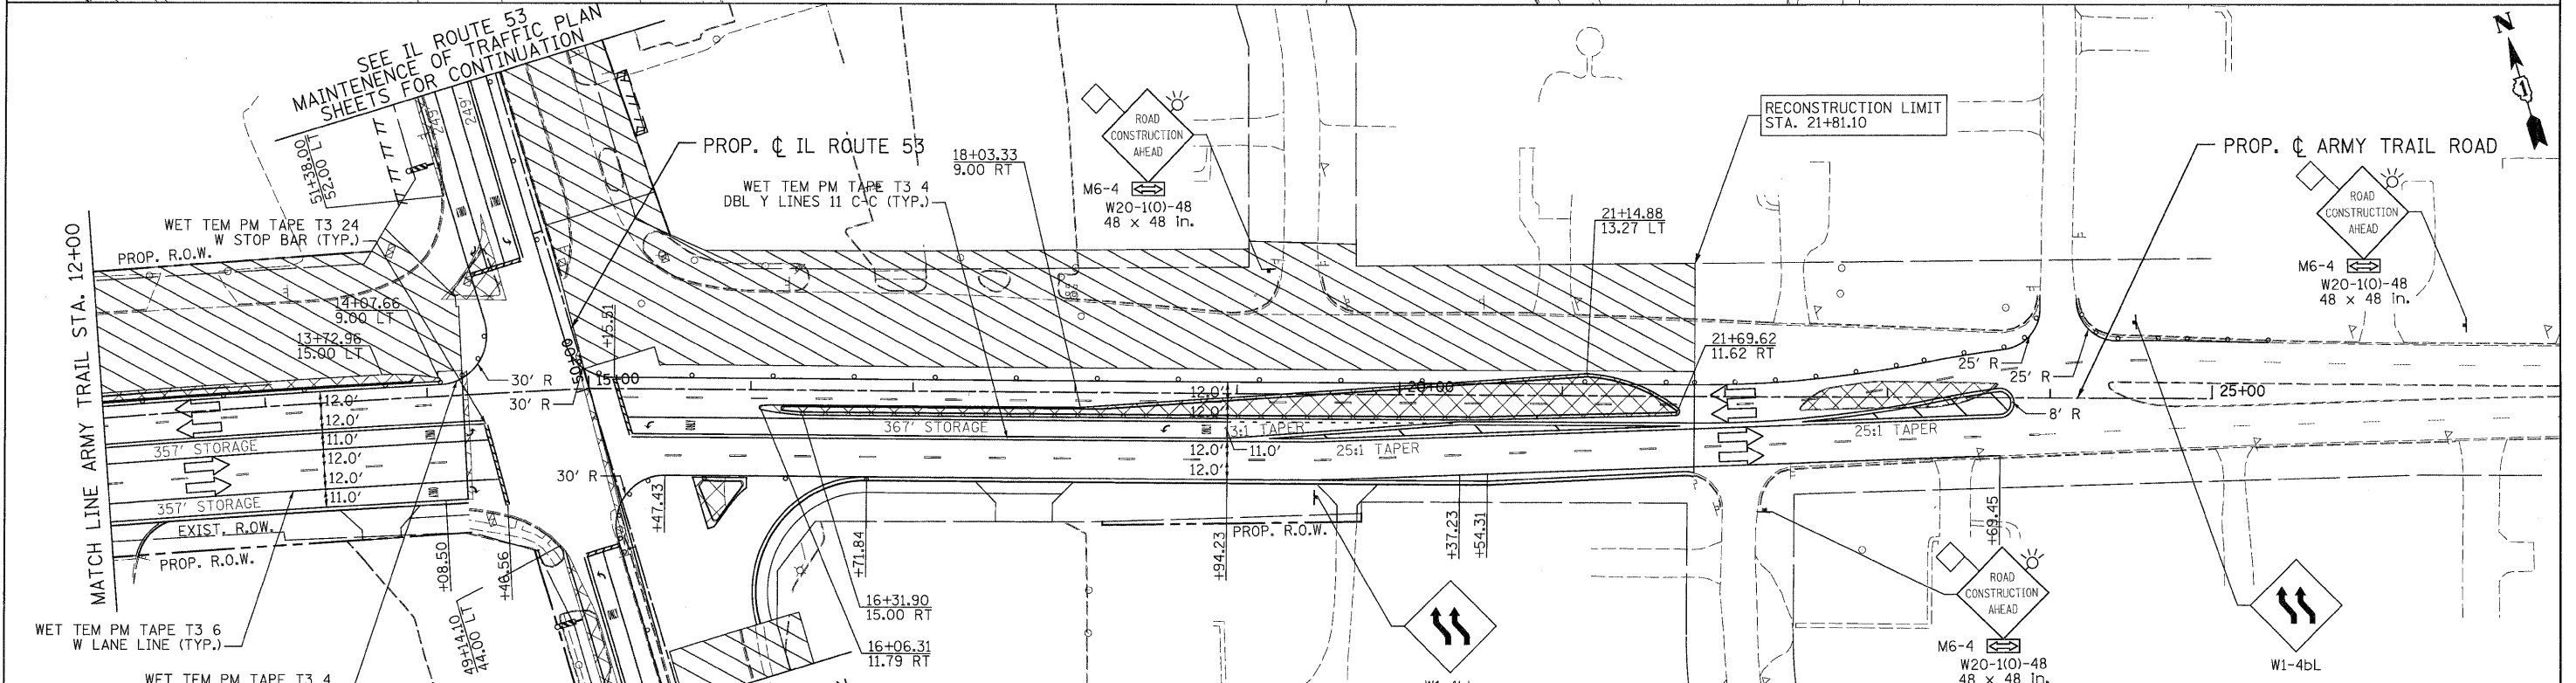 SEE IL ROUTE 53
MAINTENENCE OF TRAFFIC PLAN
SHEETS FOR CONTINUATION
N
1
249'
249'
51+38.00
52.00 LT
PROP. ℄ IL ROUTE 53
WET TEM PM TAPE T3 4
DBL Y LINES 11 C-C (TYP.)
18+03.33
9.00 RT
ROAD
CONSTRUCTION
AHEAD
M6-4
W20-1(O)-48
48 x 48 in.
RECONSTRUCTION LIMIT
STA. 21+81.10
PROP. ℄ ARMY TRAIL ROAD
ROAD
CONSTRUCTION
AHEAD
M6-4
W20-1(O)-48
48 x 48 in.
21+14.88
13.27 LT
21+69.62
11.62 RT
WET TEM PM TAPE T3 24
W STOP BAR (TYP.)
PROP. R.O.W.
MATCH LINE ARMY TRAIL STA. 12+00
14+07.66
9.00 LT
13+72.96
15.00 LT
30' R
30' R
50+00
+15.51
15+00
20+00
25+00
12.0'
12.0'
11.0'
12.0'
12.0'
11.0'
357' STORAGE
357' STORAGE
367' STORAGE
12.0'
12.0'
3:1 TAPER
11.0'
12.0'
12.0'
25:1 TAPER
25:1 TAPER
25' R
25' R
8' R
30' R
EXIST. R.O.W.
PROP. R.O.W.
PROP. R.O.W.
+08.50
+46.56
+47.43
+71.84
+94.23
+37.23
+54.31
+69.45
49+14.10
44.00 LT
16+31.90
15.00 RT
16+06.31
11.79 RT
WET TEM PM TAPE T3 6
W LANE LINE (TYP.)
WET TEM PM TAPE T3 4
ROAD
CONSTRUCTION
AHEAD
M6-4
W20-1(O)-48
48 x 48 in.
W1-4bL